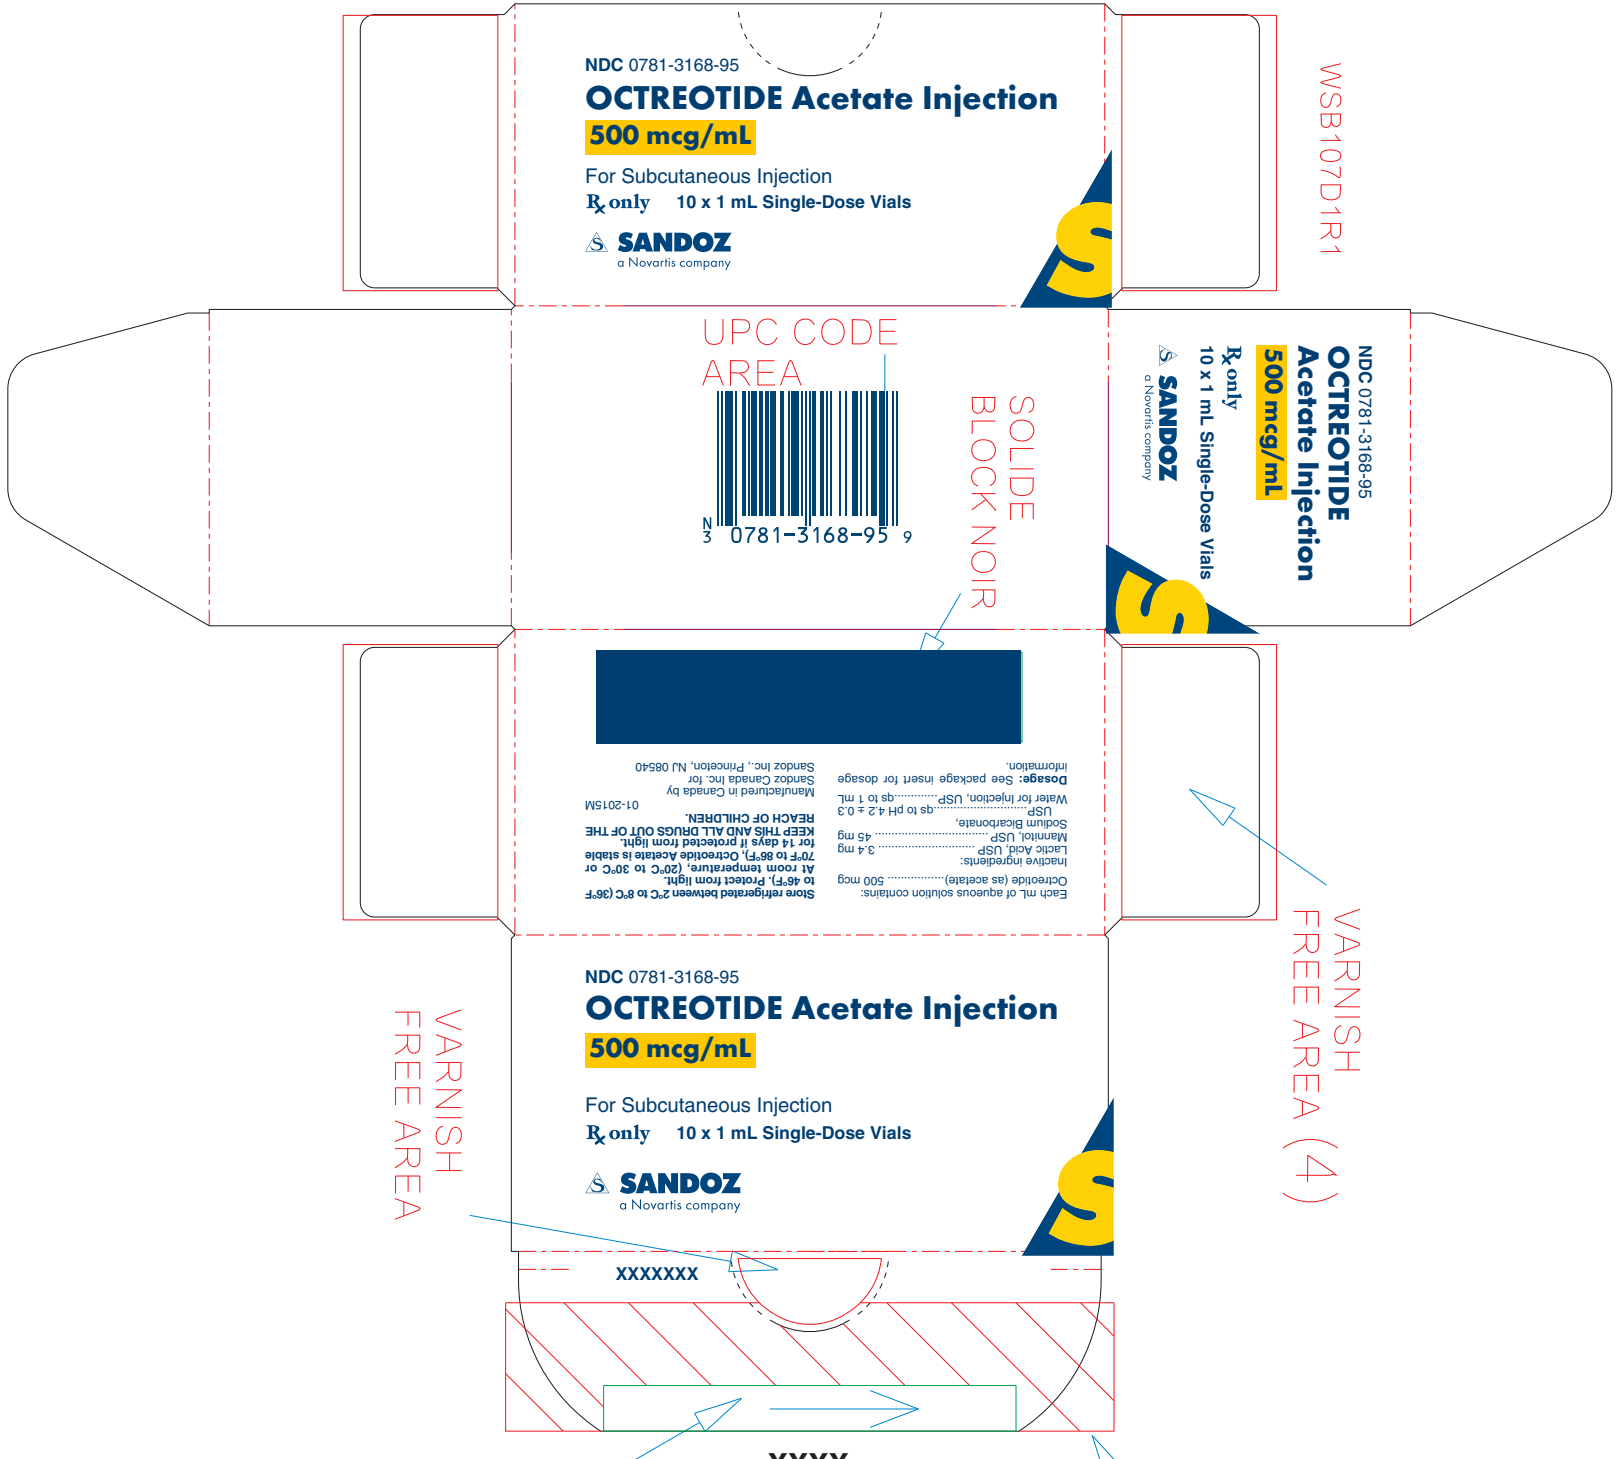 NDC 0781-3168-95
OCTREOTIDE Acetate Injection
500 mcg/mL
For Subcutaneous Injection
Rx only 10 x 1 mL Single-Dose Vials
S SANDOZ
a Novartis company
S
WSB107D1R1
UPC CODE
AREA
N
3 0781-3168-95 9
SOLIDE
BLOCK NOIR
NDC 0781-3168-95
OCTREOTIDE
Acetate Injection
500 mcg/mL
Rx only
10 x 1 mL Single-Dose Vials
S SANDOZ
a Novartis company
S
Each mL of aqueous solution contains:
Octreotide (as acetate)................. 500 mcg
Inactive ingredients:
Lactic Acid, USP ............................. 3.4 mg
Mannitol, USP .................................. 45 mg
Sodium Bicarbonate,
USP............................qs to pH 4.2 ± 0.3
Water for Injection, USP.............qs to 1 mL
Dosage: See package insert for dosage
information.
Store refrigerated between 2°C to 8°C (36°F
to 46°F). Protect from light.
At room temperature, (20°C to 30°C or
70°F to 86°F), Octreotide Acetate is stable
for 14 days if protected from light.
KEEP THIS AND ALL DRUGS OUT OF THE
REACH OF CHILDREN.
01-2015M
Manufactured in Canada by
Sandoz Canada Inc. for
Sandoz Inc., Princeton, NJ 08540
VARNISH
FREE AREA (4)
NDC 0781-3168-95
OCTREOTIDE Acetate Injection
500 mcg/mL
For Subcutaneous Injection
Rx only 10 x 1 mL Single-Dose Vials
S SANDOZ
a Novartis company
S
VARNISH
FREE AREA
XXXXXXX
XXXX